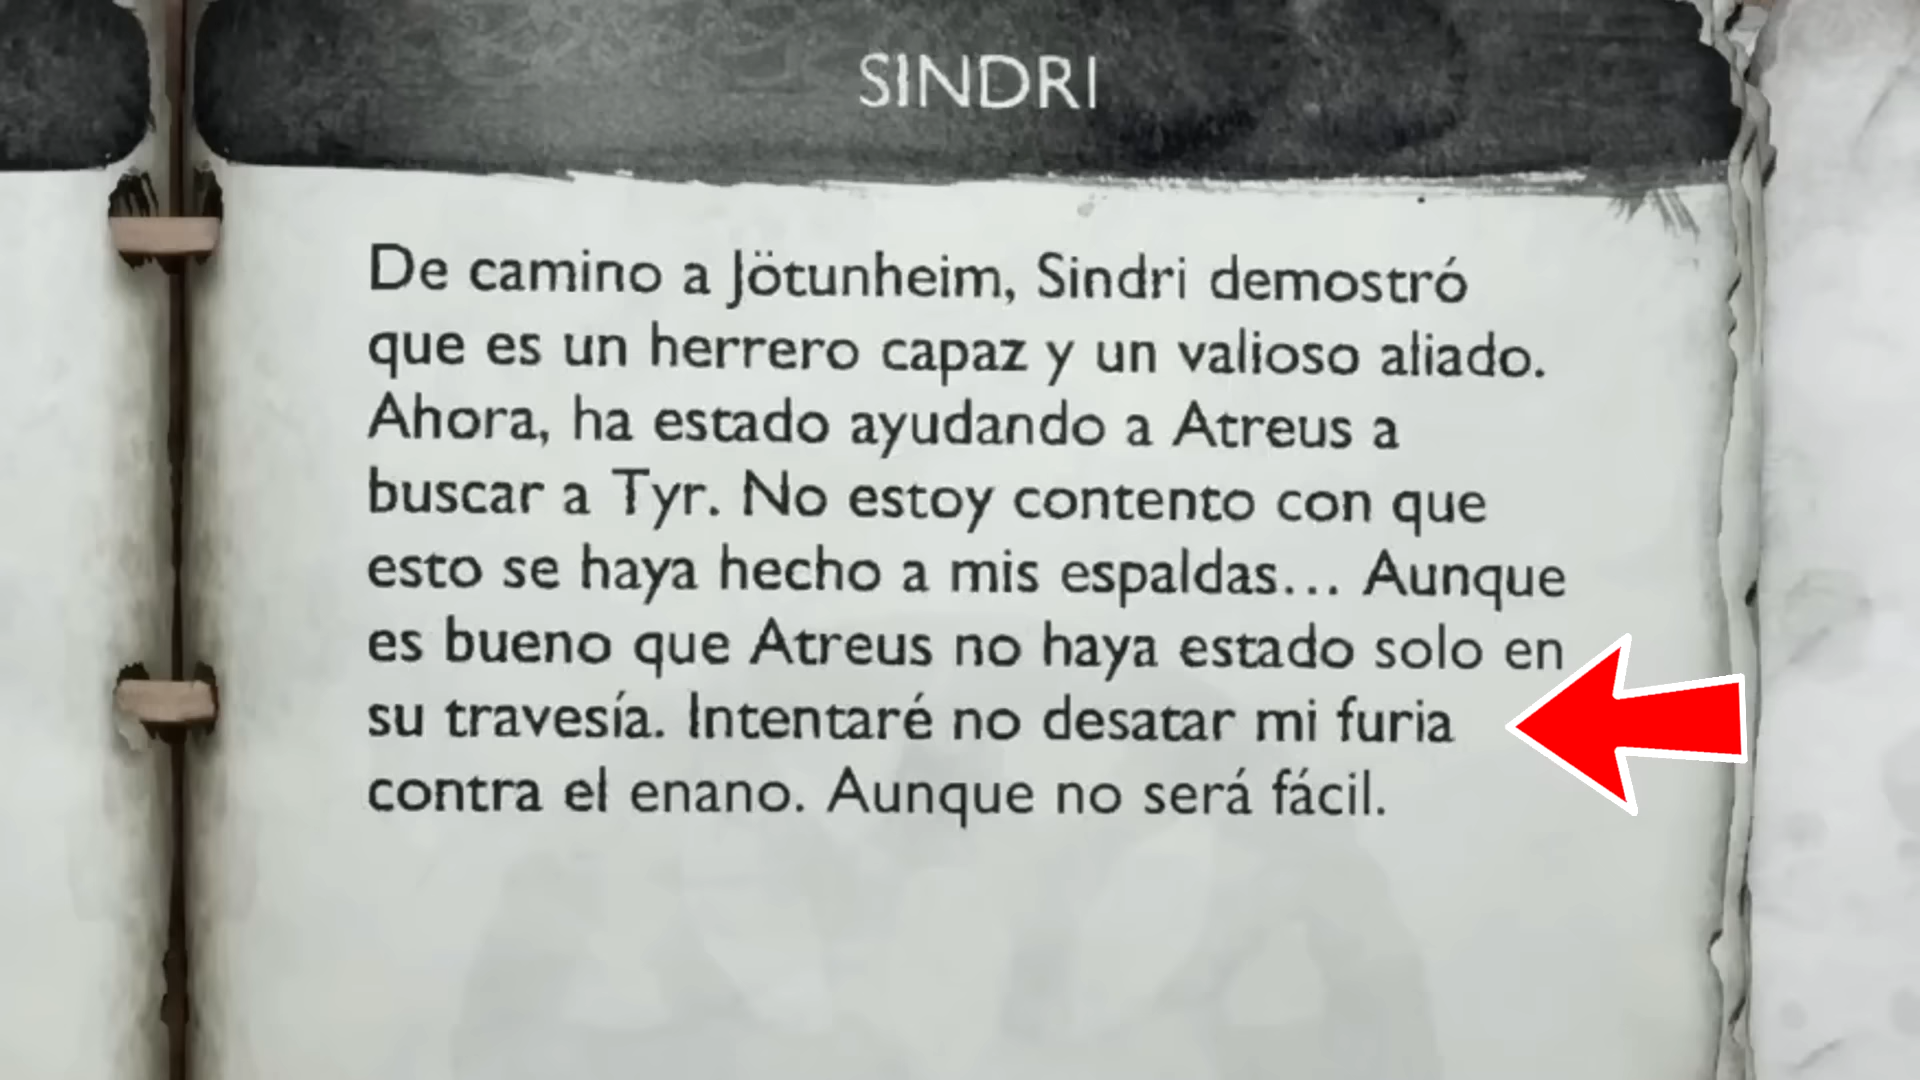 SINDRI
De camino a Jötunheim, Sindri demostró
que es un herrero capaz y un valioso aliado.
Ahora, ha estado ayudando a Atreus a
buscar a Tyr. No estoy contento con que
esto se haya hecho a mis espaldas... Aunque
es bueno que Atreus no haya estado solo en
su travesía. Intentaré no desatar mi furia
contra el enano. Aunque no será fácil.